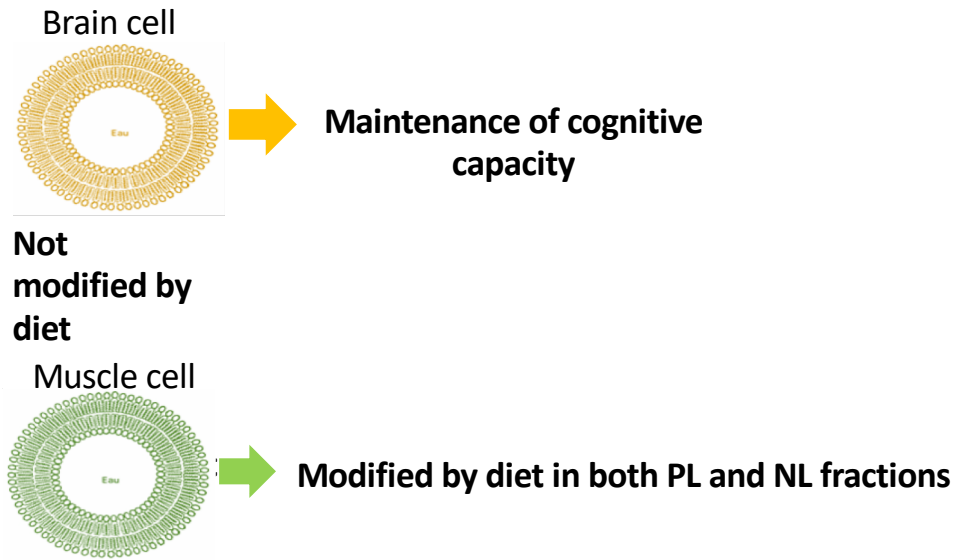 Brain cell
Eau
Maintenance of cognitive
capacity
Not
modified by
diet
Muscle cell
Eau
Modified by diet in both PL and NL fractions